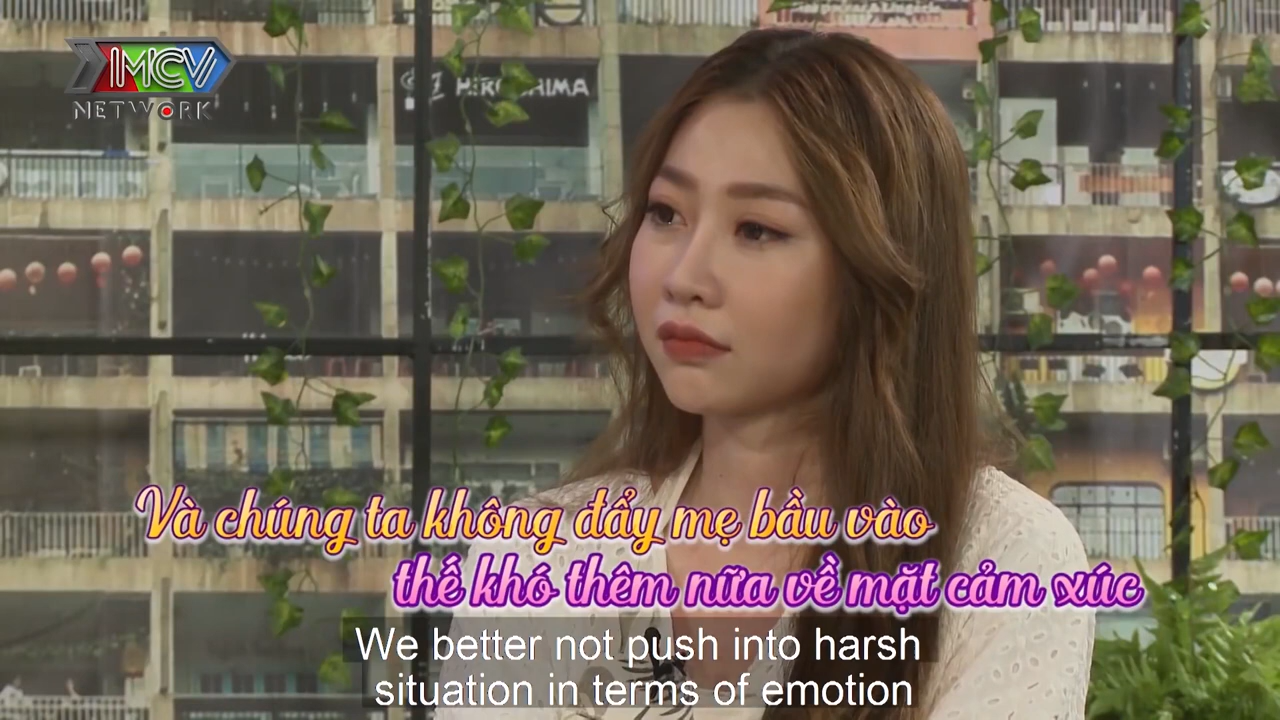 MCV
NETWORK
HIROSHIMA
Và chúng ta không đẩy mẹ bầu vào
thế khó thêm nữa về mặt cảm xúc
We better not push into harsh
situation in terms of emotion